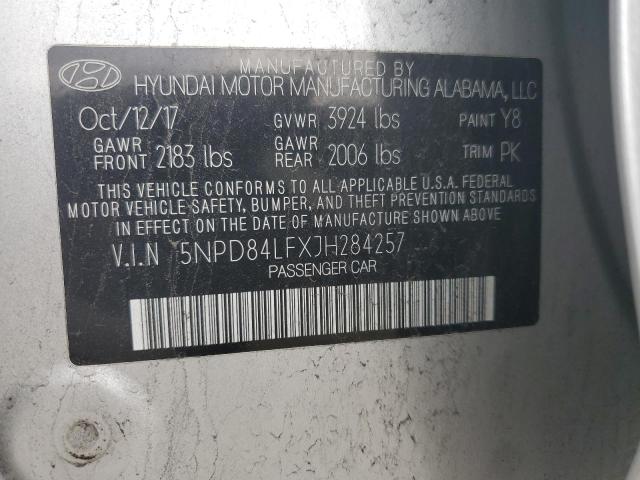 MANUFACTURED BY
HYUNDAI MOTOR MANUFACTURING ALABAMA, LLC
Oct/12/17 GVWR 3924 lbs PAINT Y8
GAWR FRONT 2183 lbs GAWR REAR 2006 lbs TRIM PK
THIS VEHICLE CONFORMS TO ALL APPLICABLE U.S.A. FEDERAL
MOTOR VEHICLE SAFETY, BUMPER, AND THEFT PREVENTION STANDARDS
IN EFFECT ON THE DATE OF MANUFACTURE SHOWN ABOVE.
V.I.N 5NPD84LFXJH284257
PASSENGER CAR